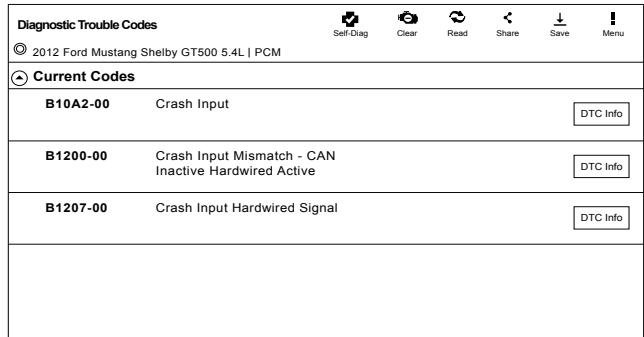 Diagnostic Trouble Codes
Self-Diag Clear Read Share Save Menu
2012 Ford Mustang Shelby GT500 5.4L | PCM
Current Codes
B10A2-00 Crash Input DTC Info
B1200-00 Crash Input Mismatch - CAN
Inactive Hardwired Active DTC Info
B1207-00 Crash Input Hardwired Signal DTC Info